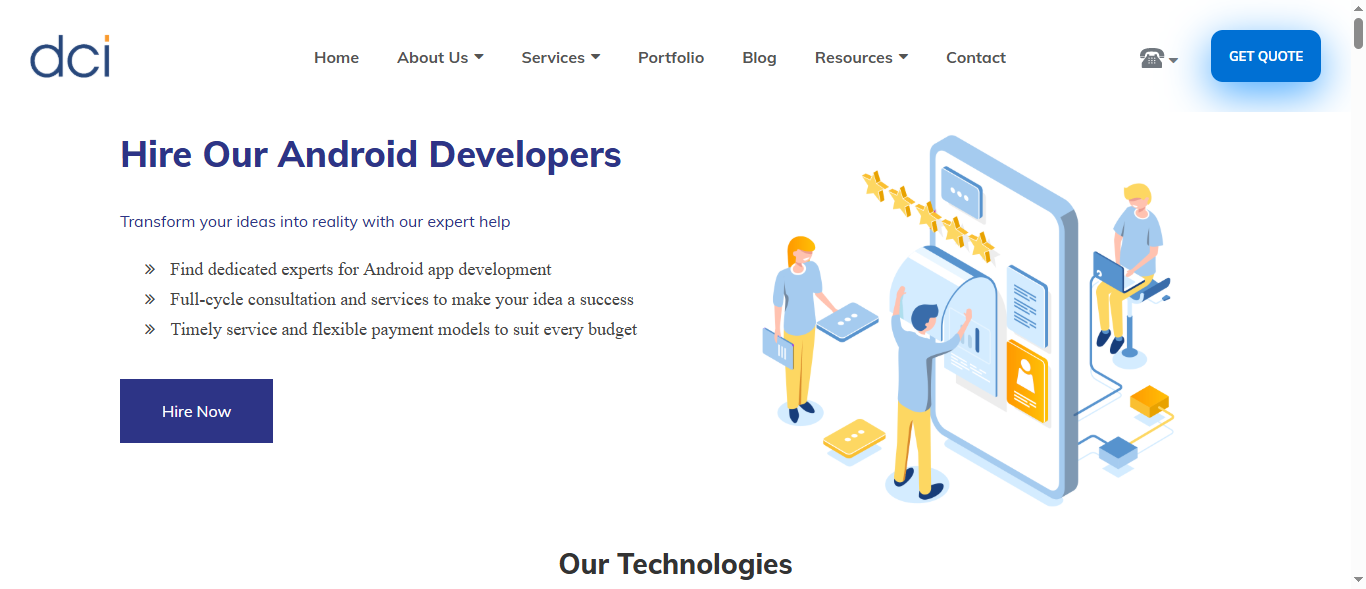 dci
Home
About Us
Services
Portfolio
Blog
Resources
Contact
GET QUOTE
Hire Our Android Developers
Transform your ideas into reality with our expert help
Find dedicated experts for Android app development
Full-cycle consultation and services to make your idea a success
Timely service and flexible payment models to suit every budget
Hire Now
Our Technologies